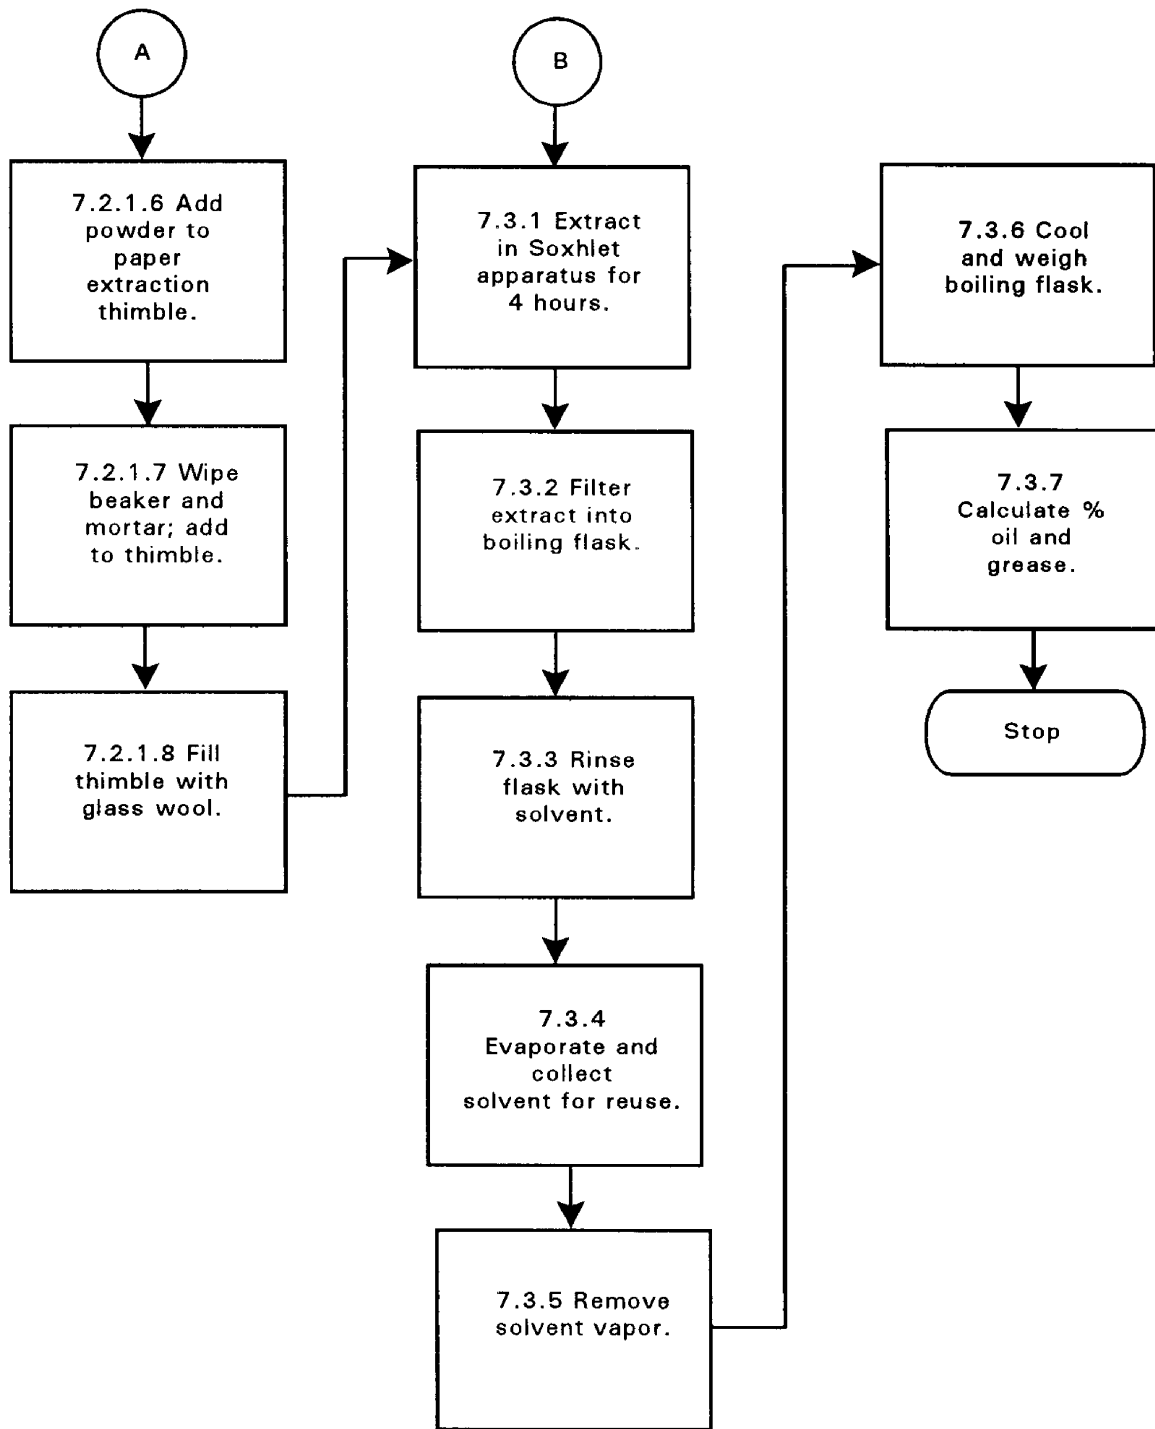 A
7.2.1.6 Add
powder to
paper
extraction
thimble.
7.2.1.7 Wipe
beaker and
mortar; add
to thimble.
7.2.1.8 Fill
thimble with
glass wool.
B
7.3.1 Extract
in Soxhlet
apparatus for
4 hours.
7.3.2 Filter
extract into
boiling flask.
7.3.3 Rinse
flask with
solvent.
7.3.4
Evaporate and
collect
solvent for reuse.
7.3.5 Remove
solvent vapor.
7.3.6 Cool
and weigh
boiling flask.
7.3.7
Calculate %
oil and
grease.
Stop